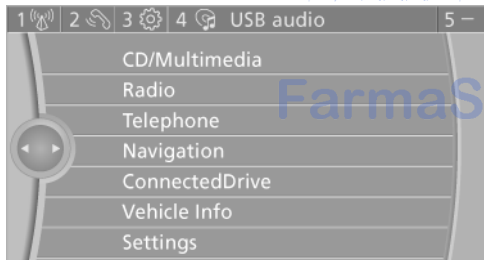 1 2 3 4 USB audio 5 –
CD/Multimedia
Radio
FarmaS
Telephone
Navigation
ConnectedDrive
Vehicle Info
Settings